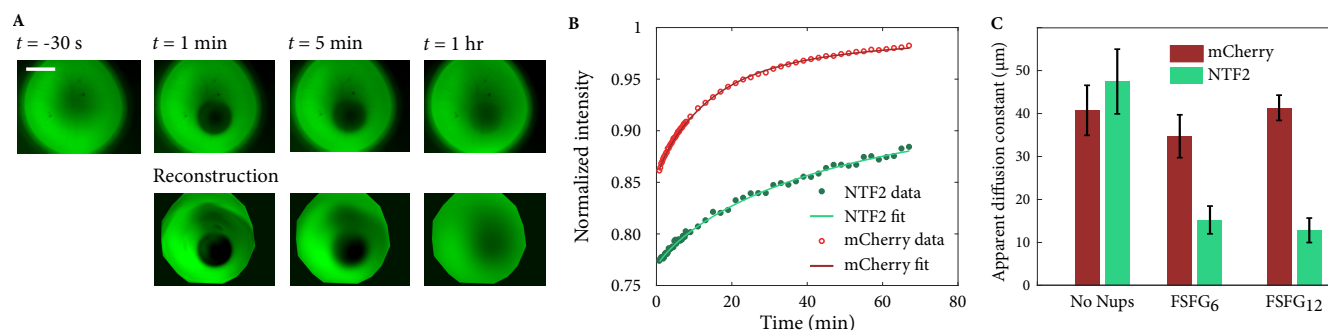 A
t = -30 s
t = 1 min
t = 5 min
t = 1 hr
Reconstruction
B
Normalized intensity
1
0.95
0.90
0.85
0.80
0.75
0
20
40
60
80
Time (min)
NTF2 data
NTF2 fit
mCherry data
mCherry fit
C
Apparent diffusion constant (μm)
50
40
30
20
10
0
mCherry
NTF2
No Nups
FSFG6
FSFG12